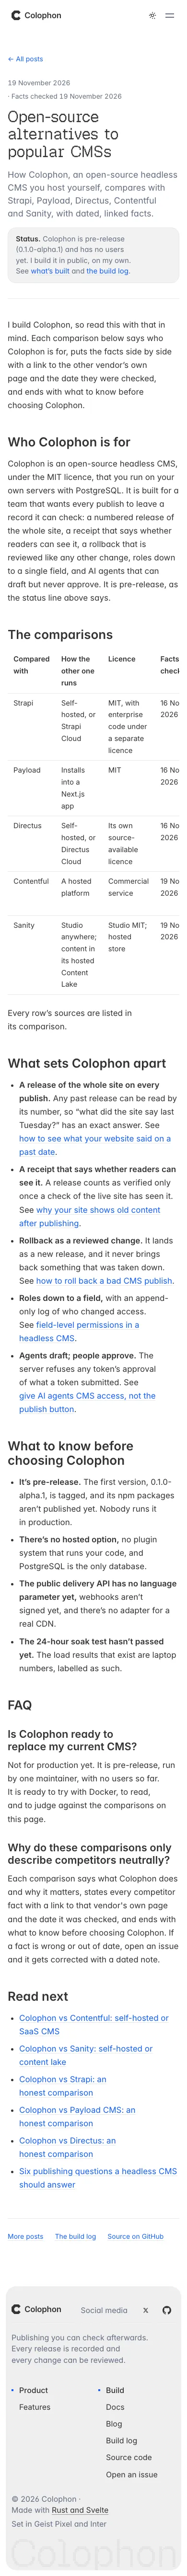 Colophon
← All posts
19 November 2026
· Facts checked 19 November 2026
Open-source
alternatives to
popular CMSs
How Colophon, an open-source headless
CMS you host yourself, compares with
Strapi, Payload, Directus, Contentful
and Sanity, with dated, linked facts.
Status. Colophon is pre-release
(0.1.0-alpha.1) and has no users
yet. I build it in public, on my own.
See what's built and the build log.
I build Colophon, so read this with that in
mind. Each comparison below says who
Colophon is for, puts the facts side by side
with a link to the other vendor's own
page and the date they were checked,
and ends with what to know before
choosing Colophon.
Who Colophon is for
Colophon is an open-source headless CMS,
under the MIT licence, that you run on your
own servers with PostgreSQL. It is built for a
team that wants every publish to leave a
record it can check: a numbered release of
the whole site, a receipt that says whether
readers can see it, a rollback that is
reviewed like any other change, roles down
to a single field, and AI agents that can
draft but never approve. It is pre-release, as
the status line above says.
The comparisons
Compared with | How the other one runs | Licence | Facts check
Strapi | Self-hosted, or Strapi Cloud | MIT, with enterprise code under a separate licence | 16 No 2026
Payload | Installs into a Next.js app | MIT | 16 No 2026
Directus | Self-hosted, or Directus Cloud | Its own source-available licence | 16 No 2026
Contentful | A hosted platform | Commercial service | 19 No 2026
Sanity | Studio anywhere; content in its hosted Content Lake | Studio MIT; hosted store | 19 No 2026
Every row's sources are listed in
its comparison.
What sets Colophon apart
• A release of the whole site on every
publish. Any past release can be read by
its number, so "what did the site say last
Tuesday?" has an exact answer. See
how to see what your website said on a
past date.
• A receipt that says whether readers can
see it. A release counts as verified only
when a check of the live site has seen it.
See why your site shows old content
after publishing.
• Rollback as a reviewed change. It lands
as a new release, and it never brings
back something that was taken down.
See how to roll back a bad CMS publish.
• Roles down to a field, with an append-
only log of who changed access.
See field-level permissions in a
headless CMS.
• Agents draft; people approve. The
server refuses any token's approval
of what a token submitted. See
give AI agents CMS access, not the
publish button.
What to know before
choosing Colophon
• It's pre-release. The first version, 0.1.0-
alpha.1, is tagged, and its npm packages
aren't published yet. Nobody runs it
in production.
• There's no hosted option, no plugin
system that runs your code, and
PostgreSQL is the only database.
• The public delivery API has no language
parameter yet, webhooks aren't
signed yet, and there's no adapter for a
real CDN.
• The 24-hour soak test hasn't passed
yet. The load results that exist are laptop
numbers, labelled as such.
FAQ
Is Colophon ready to
replace my current CMS?
Not for production yet. It is pre-release, run
by one maintainer, with no users so far.
It is ready to try with Docker, to read,
and to judge against the comparisons on
this page.
Why do these comparisons only
describe competitors neutrally?
Each comparison says what Colophon does
and why it matters, states every competitor
fact with a link to that vendor's own page
and the date it was checked, and ends with
what to know before choosing Colophon. If
a fact is wrong or out of date, open an issue
and it gets corrected with a dated note.
Read next
• Colophon vs Contentful: self-hosted or
SaaS CMS
• Colophon vs Sanity: self-hosted or
content lake
• Colophon vs Strapi: an
honest comparison
• Colophon vs Payload CMS: an
honest comparison
• Colophon vs Directus: an
honest comparison
• Six publishing questions a headless CMS
should answer
More posts  The build log  Source on GitHub
Colophon  Social media  X
Publishing you can check afterwards.
Every release is recorded and
every change can be reviewed.
• Product  • Build
Features  Docs
Blog
Build log
Source code
Open an issue
© 2026 Colophon ·
Made with Rust and Svelte
Set in Geist Pixel and Inter
Colophon